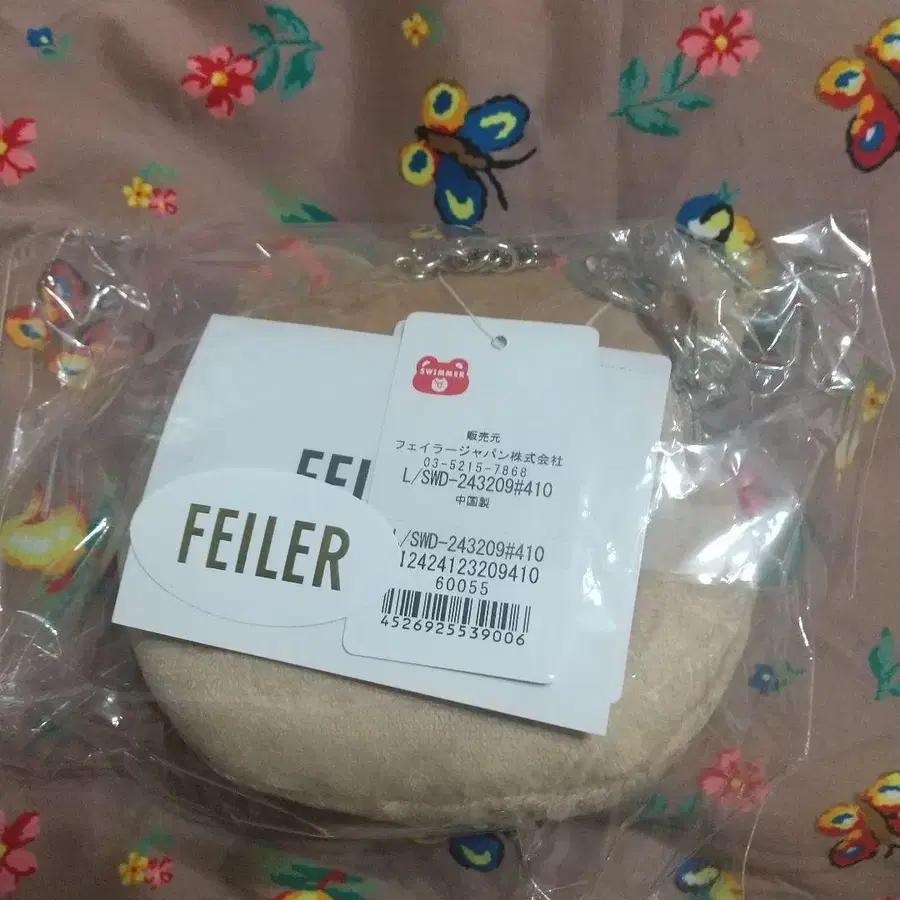 SWIMMER
販売元
フェイラージャパン株式会社
03-5215-7868
L/SWD-243209#410
中国製
FEI
FEILER
/SWD-243209#410
12424123209410
60055
4526925539006